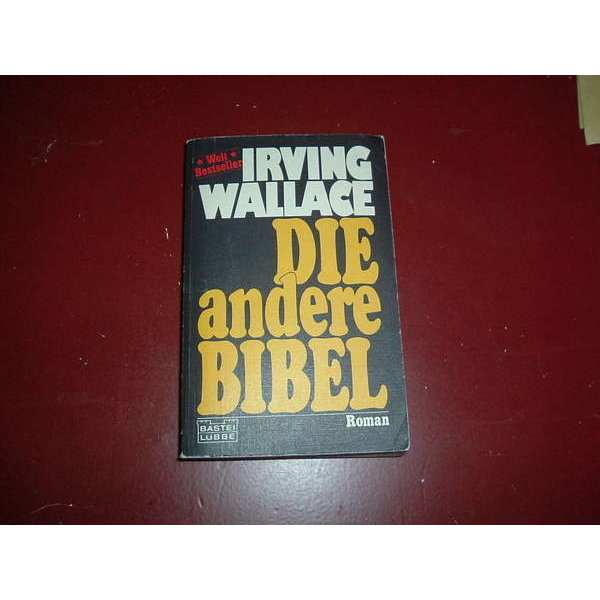 ★ Welt ★
Bestseller
IRVING
WALLACE
DIE
andere
BIBEL
Roman
BASTEI
LÜBBE